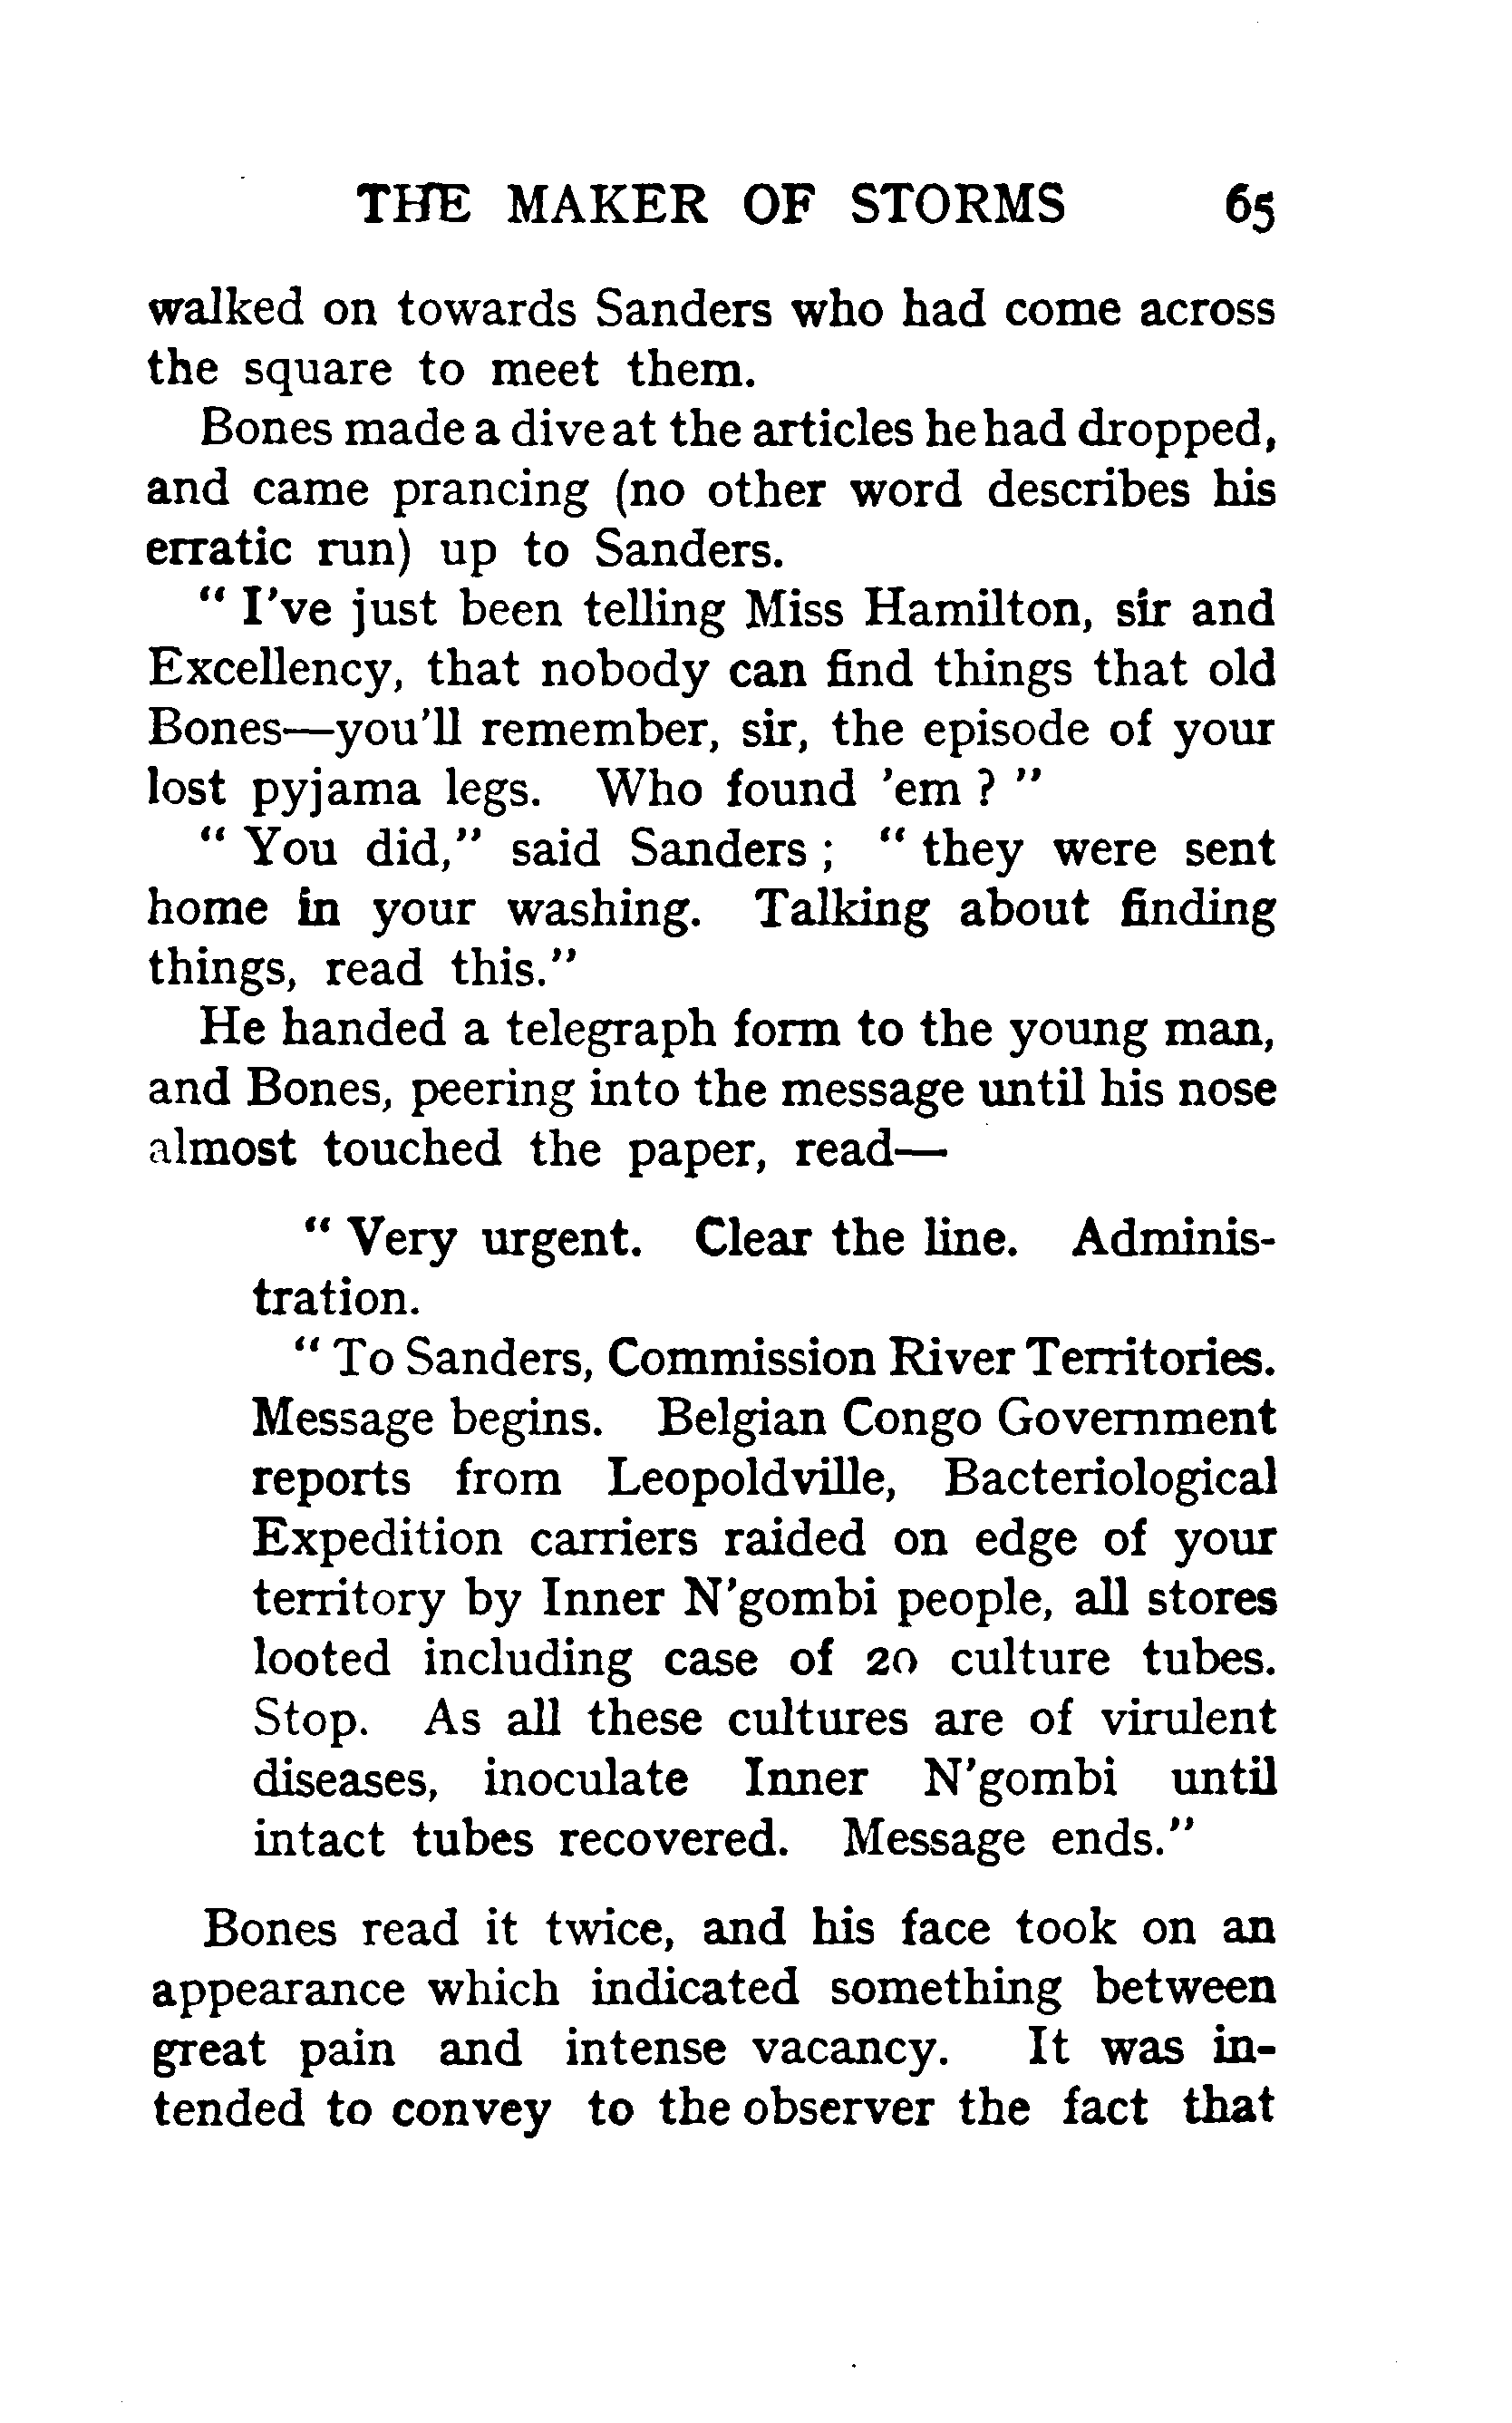 THE MAKER OF STORMS 65
walked on towards Sanders who had come across
the square to meet them.
Bones made a dive at the articles he had dropped,
and came prancing (no other word describes his
erratic run) up to Sanders.
" I've just been telling Miss Hamilton, sir and
Excellency, that nobody can find things that old
Bones—you'll remember, sir, the episode of your
lost pyjama legs. Who found 'em ? "
" You did," said Sanders ; " they were sent
home in your washing. Talking about finding
things, read this."
He handed a telegraph form to the young man,
and Bones, peering into the message until his nose
almost touched the paper, read—
" Very urgent. Clear the line. Adminis-
tration.
" To Sanders, Commission River Territories.
Message begins. Belgian Congo Government
reports from Leopoldville, Bacteriological
Expedition carriers raided on edge of your
territory by Inner N'gombi people, all stores
looted including case of 20 culture tubes.
Stop. As all these cultures are of virulent
diseases, inoculate Inner N'gombi until
intact tubes recovered. Message ends."
Bones read it twice, and his face took on an
appearance which indicated something between
great pain and intense vacancy. It was in-
tended to convey to the observer the fact that